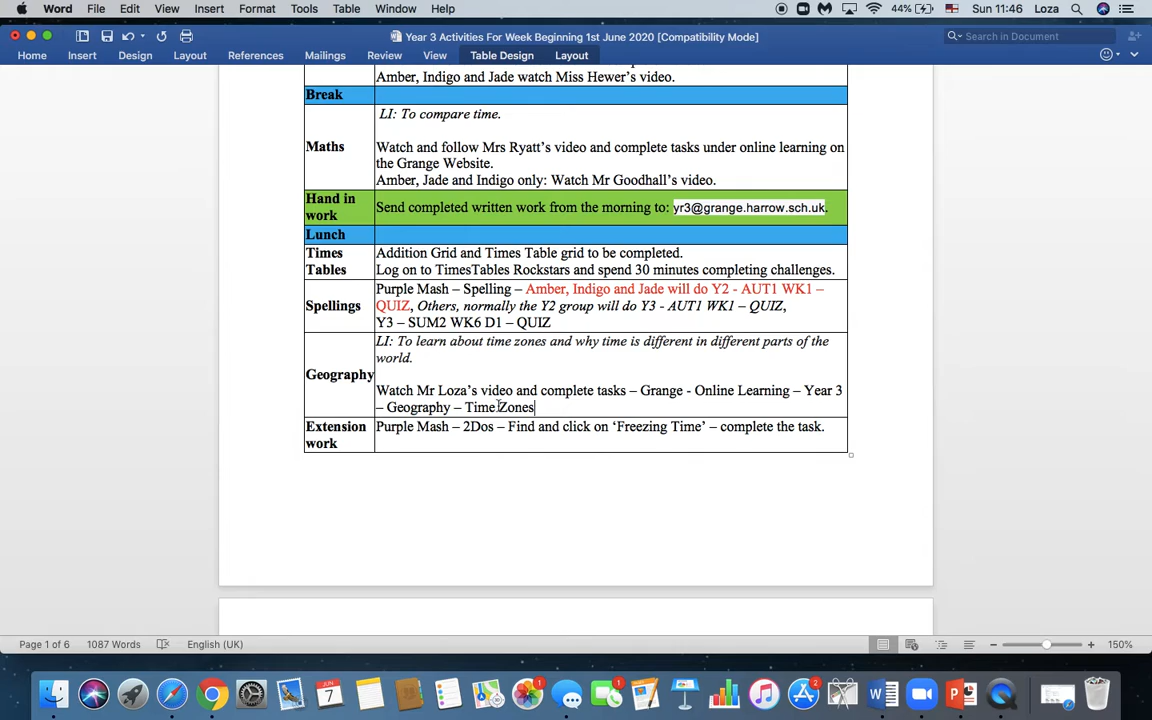 Word File Edit View Insert Format Tools Table Window Help 44% Sun 11:46 Loza
Year 3 Activities For Week Beginning 1st June 2020 [Compatibility Mode] Search in Document
Home Insert Design Layout References Mailings Review View Table Design Layout
Amber, Indigo and Jade watch Miss Hewer's video.
Break
LI: To compare time.
Maths
Watch and follow Mrs Ryatt's video and complete tasks under online learning on
the Grange Website.
Amber, Jade and Indigo only: Watch Mr Goodhall's video.
Hand in
work
Send completed written work from the morning to: yr3@grange.harrow.sch.uk.
Lunch
Times
Tables
Addition Grid and Times Table grid to be completed.
Log on to TimesTables Rockstars and spend 30 minutes completing challenges.
Spellings
Purple Mash – Spelling – Amber, Indigo and Jade will do Y2 - AUT1 WK1 –
QUIZ, Others, normally the Y2 group will do Y3 - AUT1 WK1 – QUIZ,
Y3 – SUM2 WK6 D1 – QUIZ
Geography
LI: To learn about time zones and why time is different in different parts of the
world.
Watch Mr Loza's video and complete tasks – Grange - Online Learning – Year 3
– Geography – Time Zones
Extension
work
Purple Mash – 2Dos – Find and click on ‘Freezing Time’ – complete the task.
Page 1 of 6 1087 Words English (UK) 150%
7
1
1
1
2